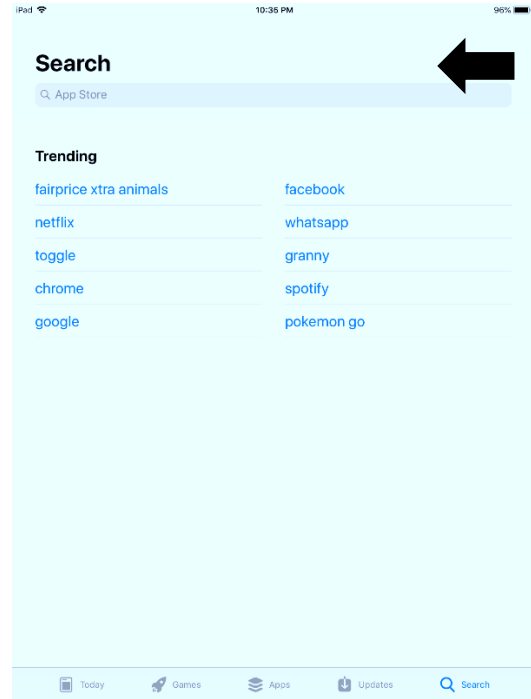 iPad 10:35 PM 96%
Search
App Store
Trending
fairprice xtra animals facebook
netflix whatsapp
toggle granny
chrome spotify
google pokemon go
Today Games Apps Updates Search